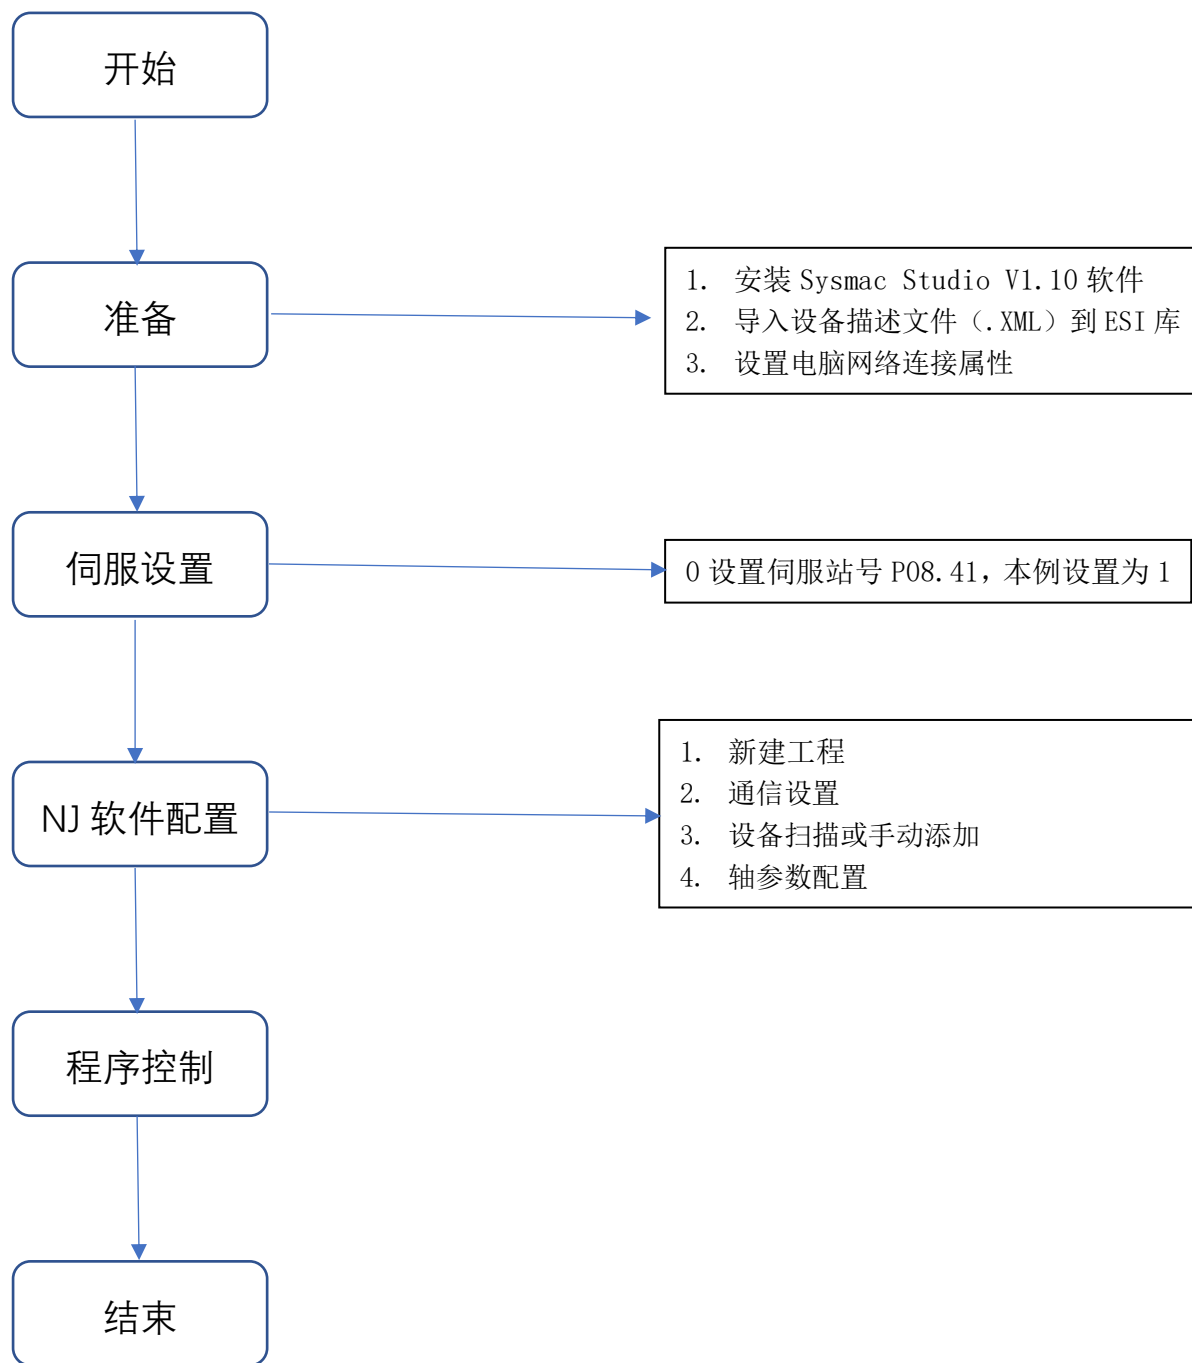 开始
准备
1. 安装 Sysmac Studio V1.10 软件
2. 导入设备描述文件（.XML）到 ESI 库
3. 设置电脑网络连接属性
伺服设置
0 设置伺服站号 P08.41，本例设置为 1
NJ 软件配置
1. 新建工程
2. 通信设置
3. 设备扫描或手动添加
4. 轴参数配置
程序控制
结束